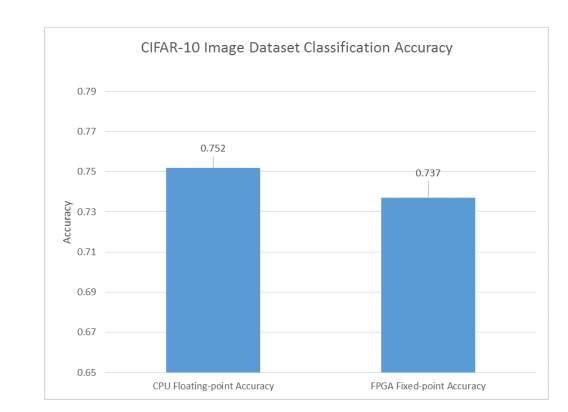 CIFAR-10 Image Dataset Classification Accuracy
0.79
0.77
0.75
0.73
0.71
0.69
0.67
0.65
Accuracy
0.752
0.737
CPU Floating-point Accuracy
FPGA Fixed-point Accuracy